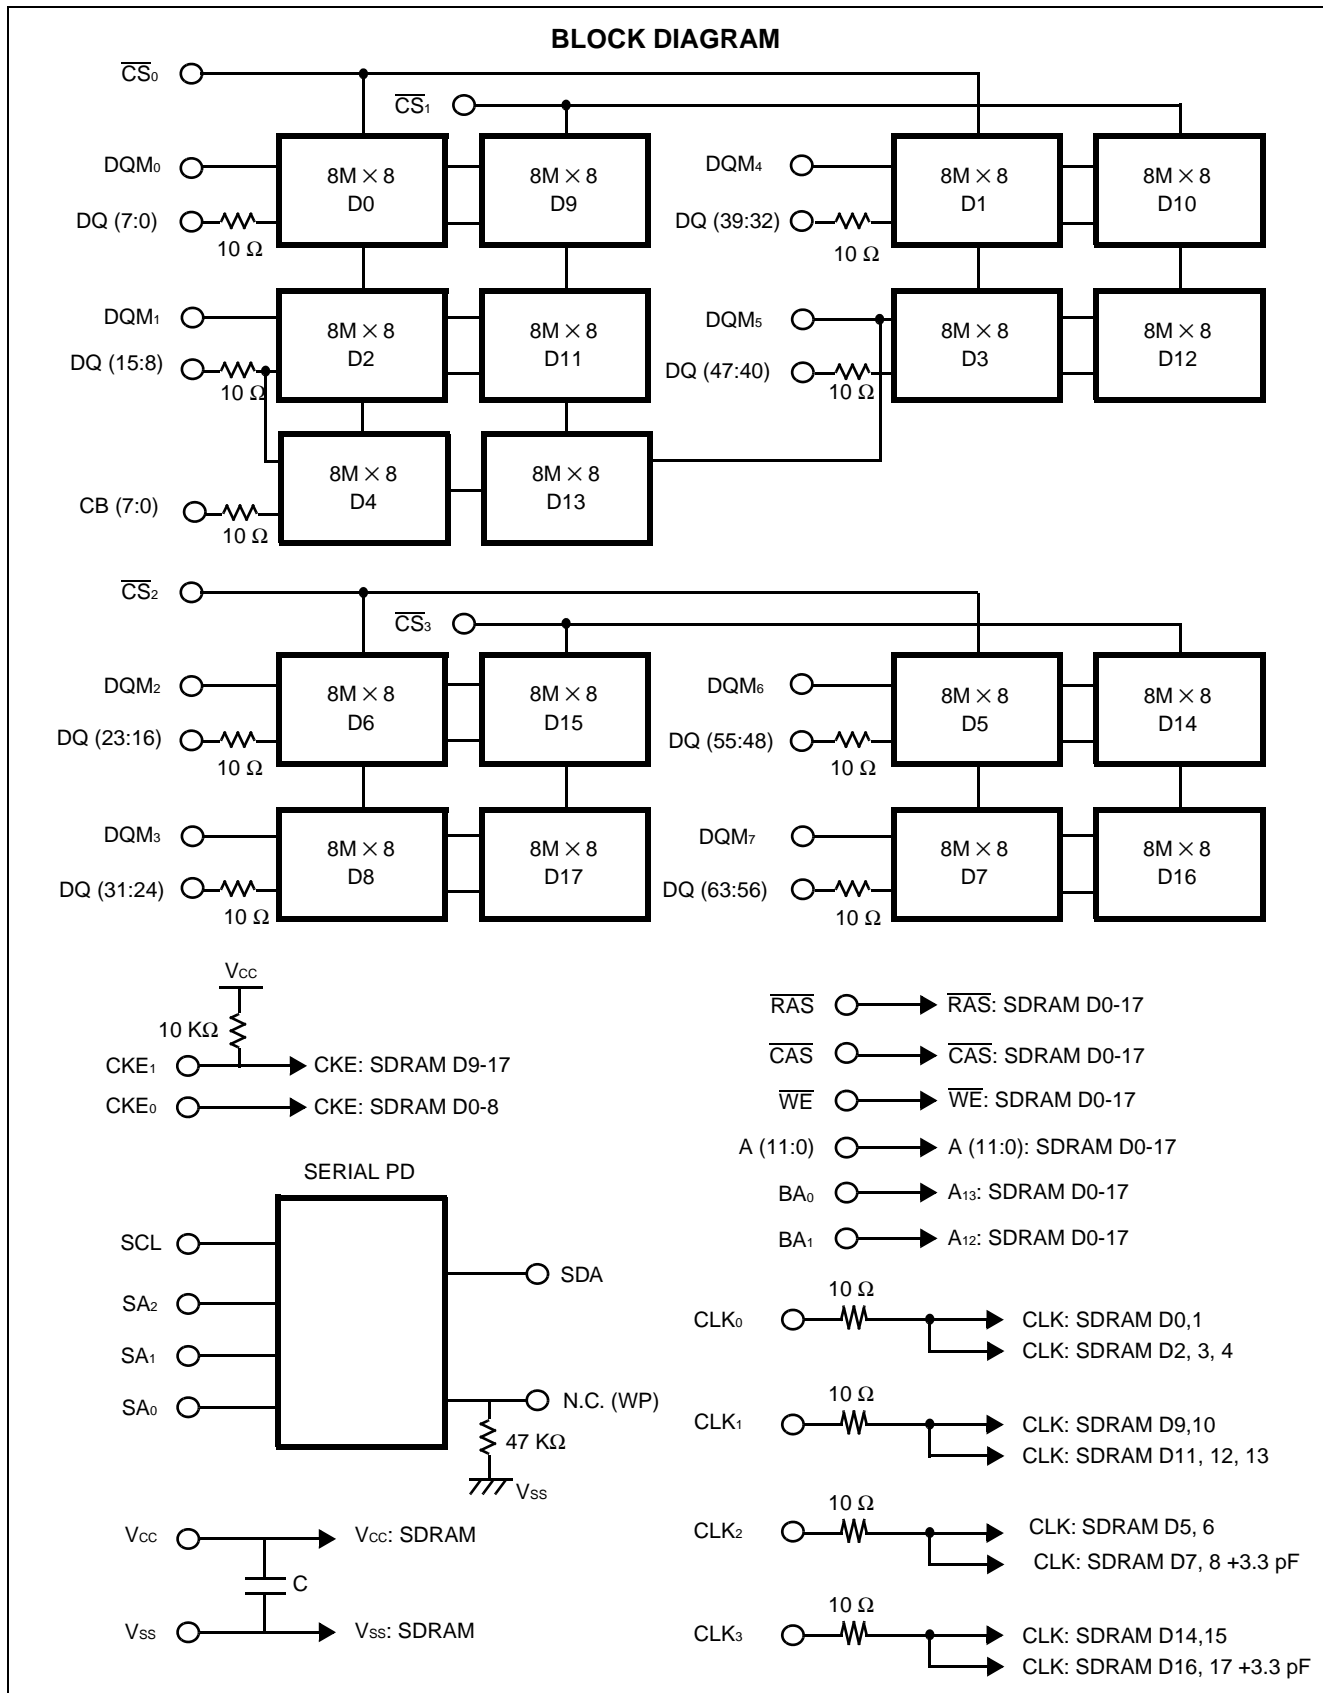 BLOCK DIAGRAM
CS0
CS1
DQM0
8M × 8
D0
8M × 8
D9
DQM4
8M × 8
D1
8M × 8
D10
DQ (7:0)
10 Ω
DQ (39:32)
10 Ω
DQM1
8M × 8
D2
8M × 8
D11
DQM5
8M × 8
D3
8M × 8
D12
DQ (15:8)
10 Ω
DQ (47:40)
10 Ω
8M × 8
D4
8M × 8
D13
CB (7:0)
10 Ω
CS2
CS3
DQM2
8M × 8
D6
8M × 8
D15
DQM6
8M × 8
D5
8M × 8
D14
DQ (23:16)
10 Ω
DQ (55:48)
10 Ω
DQM3
8M × 8
D8
8M × 8
D17
DQM7
8M × 8
D7
8M × 8
D16
DQ (31:24)
10 Ω
DQ (63:56)
10 Ω
VCC
10 KΩ
CKE1 CKE: SDRAM D9-17
CKE0 CKE: SDRAM D0-8
RAS RAS: SDRAM D0-17
CAS CAS: SDRAM D0-17
WE WE: SDRAM D0-17
A (11:0) A (11:0): SDRAM D0-17
BA0 A13: SDRAM D0-17
BA1 A12: SDRAM D0-17
SERIAL PD
SCL
SA2
SA1
SA0
SDA
N.C. (WP)
47 KΩ
VSS
VCC VCC: SDRAM
C
VSS VSS: SDRAM
10 Ω
CLK0 CLK: SDRAM D0,1
CLK: SDRAM D2, 3, 4
10 Ω
CLK1 CLK: SDRAM D9,10
CLK: SDRAM D11, 12, 13
10 Ω
CLK2 CLK: SDRAM D5, 6
CLK: SDRAM D7, 8 +3.3 pF
10 Ω
CLK3 CLK: SDRAM D14,15
CLK: SDRAM D16, 17 +3.3 pF